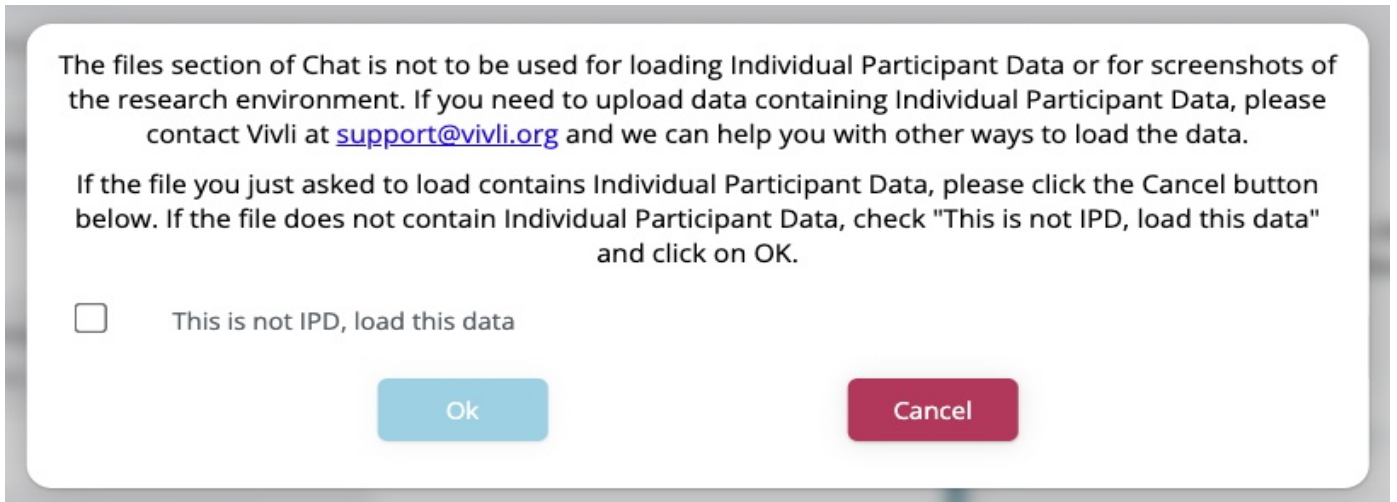 The files section of Chat is not to be used for loading Individual Participant Data or for screenshots of
the research environment. If you need to upload data containing Individual Participant Data, please
contact Vivli at support@vivli.org and we can help you with other ways to load the data.
If the file you just asked to load contains Individual Participant Data, please click the Cancel button
below. If the file does not contain Individual Participant Data, check "This is not IPD, load this data"
and click on OK.
This is not IPD, load this data
Ok
Cancel